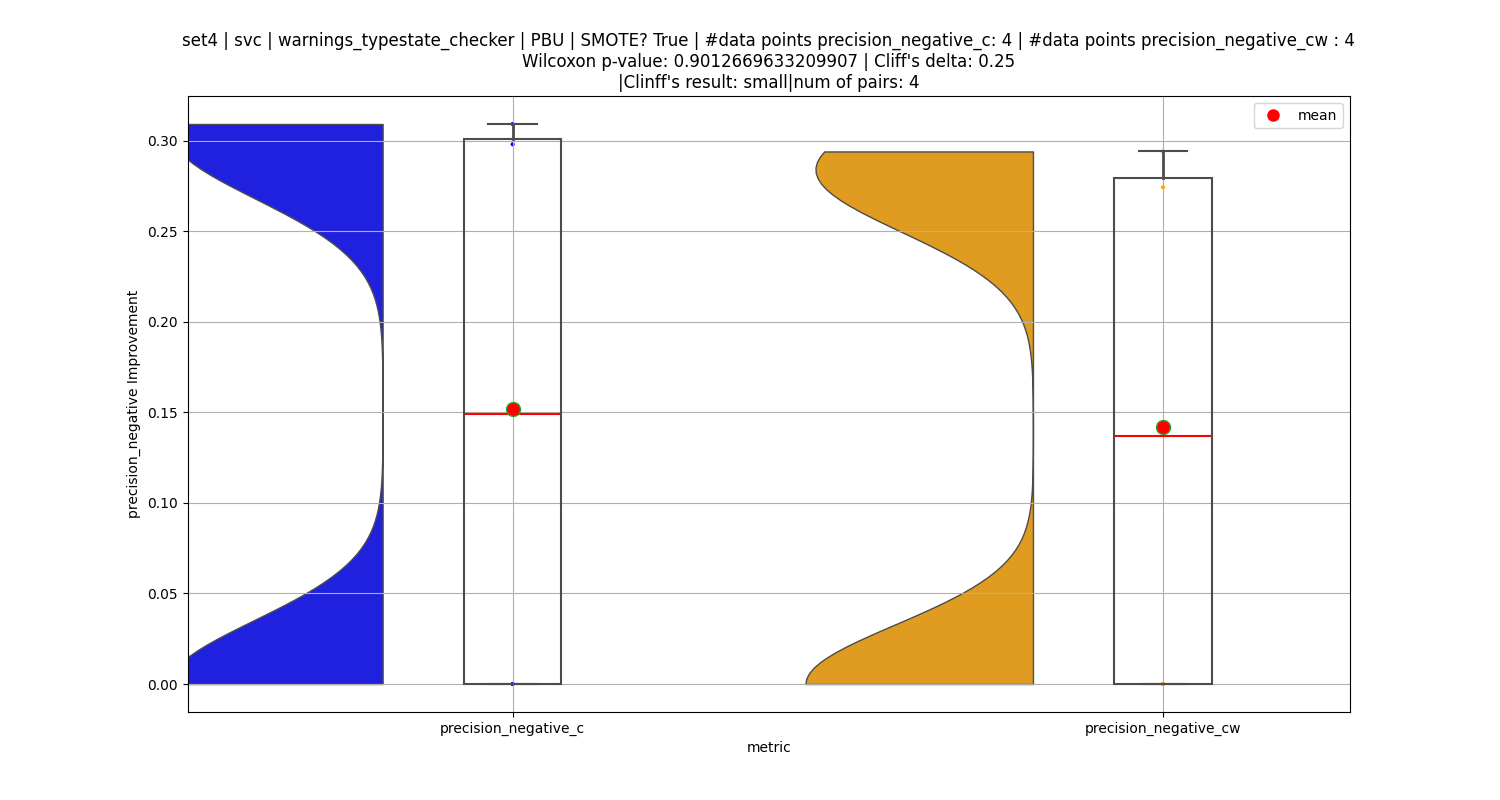 set4 | svc | warnings_typestate_checker | PBU | SMOTE? True | #data points precision_negative_c: 4 | #data points precision_negative_cw : 4
Wilcoxon p-value: 0.9012669633209907 | Cliff's delta: 0.25
|Clinff's result: small|num of pairs: 4
mean
0.30
0.25
0.20
0.15
0.10
0.05
0.00
precision_negative Improvement
precision_negative_c
precision_negative_cw
metric